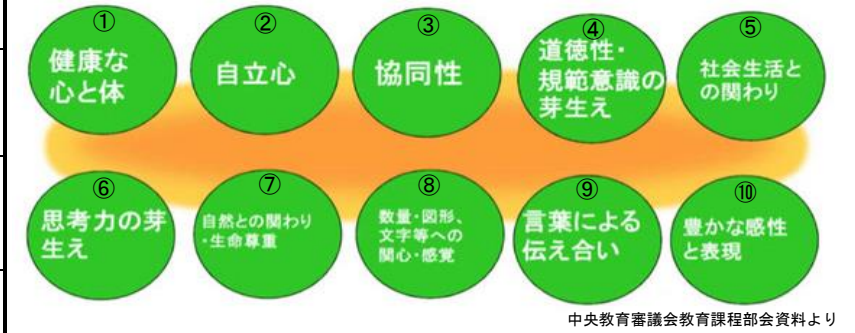 ①
健康な
心と体
②
自立心
③
協同性
④
道徳性・
規範意識の
芽生え
⑤
社会生活と
の関わり
⑥
思考力の芽
生え
⑦
自然との関わり
・生命尊重
⑧
数量・図形、
文字等への
関心・感覚
⑨
言葉による
伝え合い
⑩
豊かな感性
と表現
中央教育審議会教育課程部会資料より